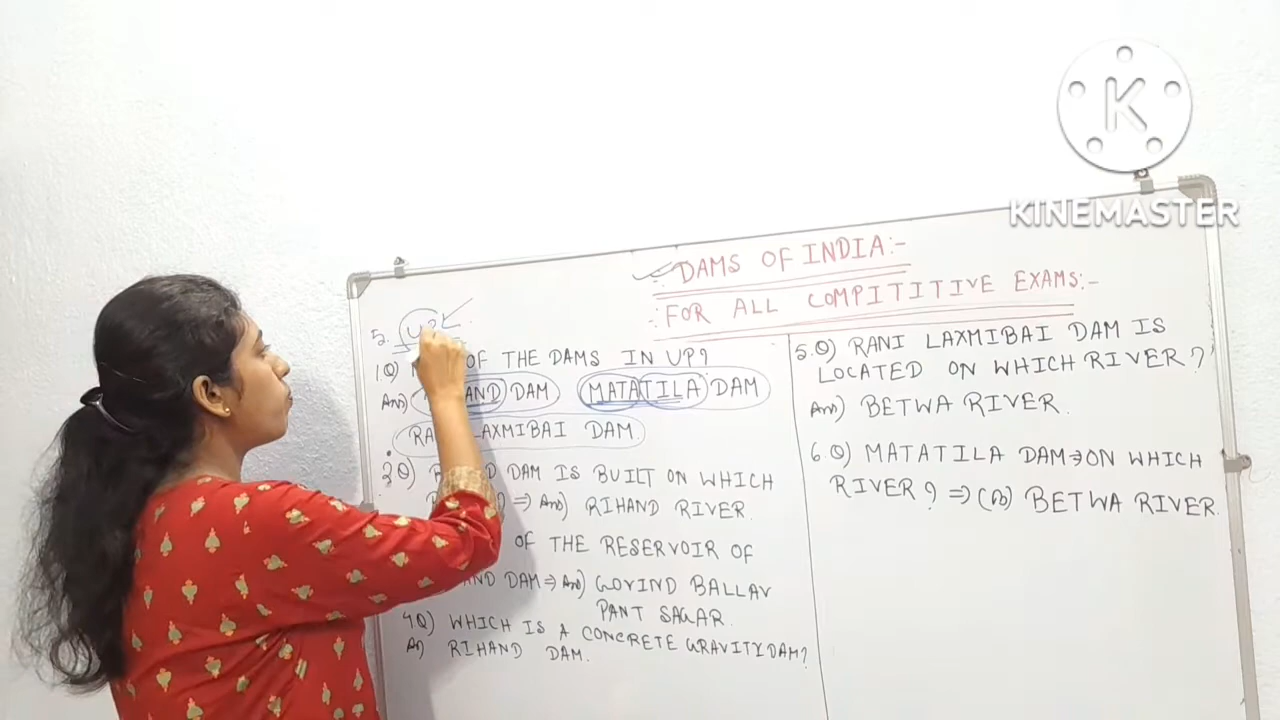 K
KINEMASTER
DAMS OF INDIA:-
FOR ALL COMPITITIVE EXAMS:-
5.
1.Q) OF THE DAMS IN UP?
Ans) DAM MATATILA DAM
LAXMIBAI DAM.
DAM IS BUILT ON WHICH
⇒ Ans) RIHAND RIVER.
OF THE RESERVOIR OF
DAM ⇒ Ans) GOVIND BALLAV
PANT SAGAR.
4Q) WHICH IS A CONCRETE GRAVITY DAM?
A) RIHAND DAM.
5.Q) RANI LAXMIBAI DAM IS
LOCATED ON WHICH RIVER?
Ans) BETWA RIVER.
6.Q) MATATILA DAM → ON WHICH
RIVER? ⇒ (A) BETWA RIVER.